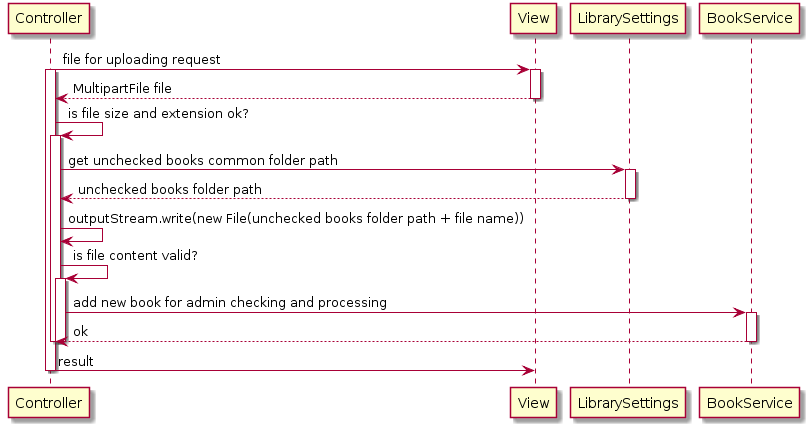 Controller
View
LibrarySettings
BookService
file for uploading request
MultipartFile file
is file size and extension ok?
get unchecked books common folder path
unchecked books folder path
outputStream.write(new File(unchecked books folder path + file name))
is file content valid?
add new book for admin checking and processing
ok
result
Controller
View
LibrarySettings
BookService